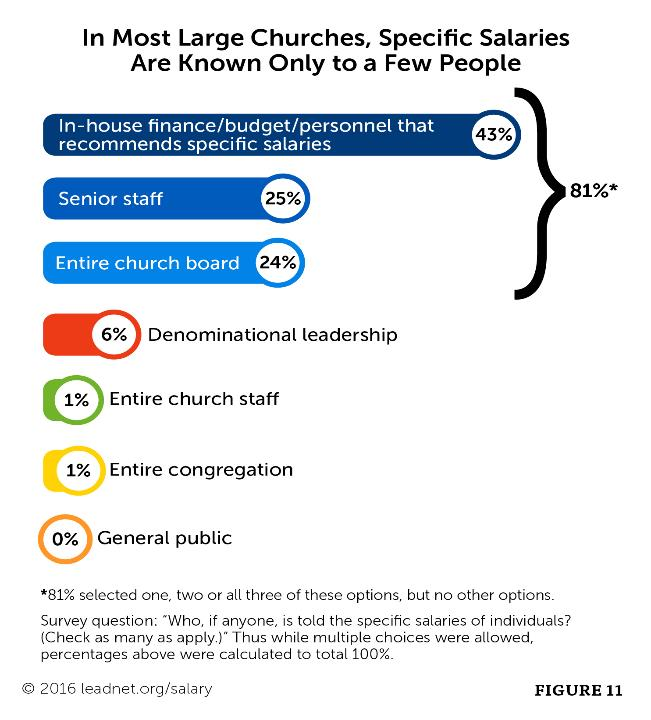 In Most Large Churches, Specific Salaries
Are Known Only to a Few People
In-house finance/budget/personnel that
recommends specific salaries
43%
Senior staff
25%
Entire church board
24%
81%*
6%
Denominational leadership
1%
Entire church staff
1%
Entire congregation
0%
General public
*81% selected one, two or all three of these options, but no other options.
Survey question: “Who, if anyone, is told the specific salaries of individuals?
(Check as many as apply.)” Thus while multiple choices were allowed,
percentages above were calculated to total 100%.
© 2016 leadnet.org/salary
FIGURE 11